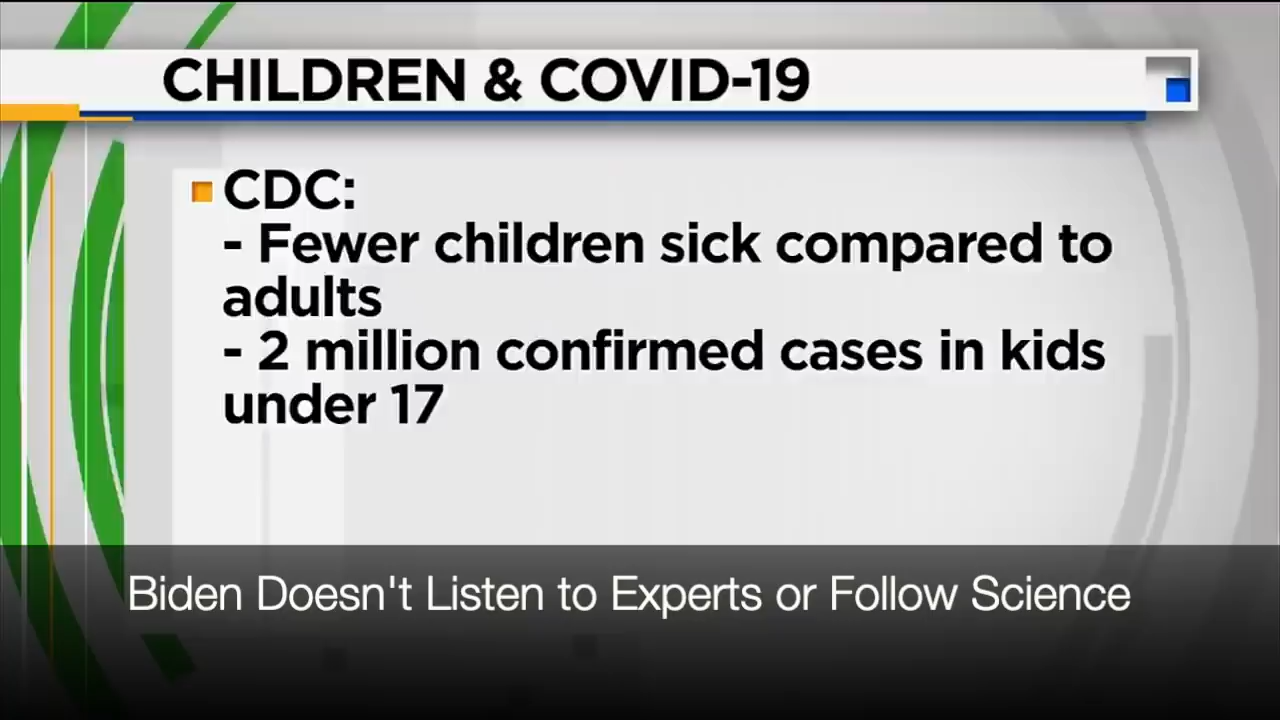 CHILDREN & COVID-19
CDC:
- Fewer children sick compared to
adults
- 2 million confirmed cases in kids
under 17
Biden Doesn't Listen to Experts or Follow Science